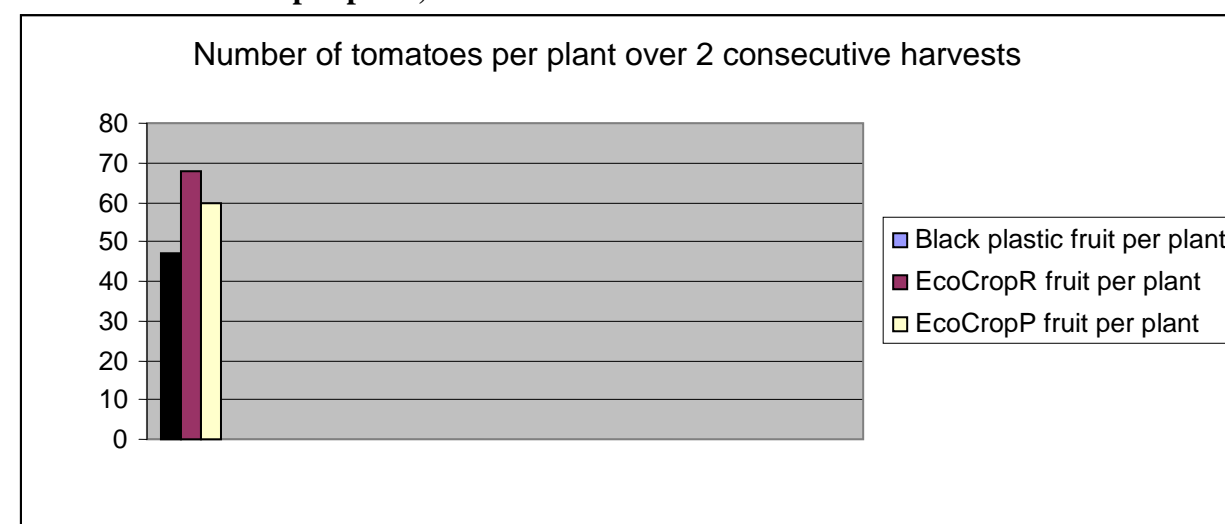 Number of tomatoes per plant over 2 consecutive harvests
80
70
60
50
40
30
20
10
0
Black plastic fruit per plant
EcoCropR fruit per plant
EcoCropP fruit per plant